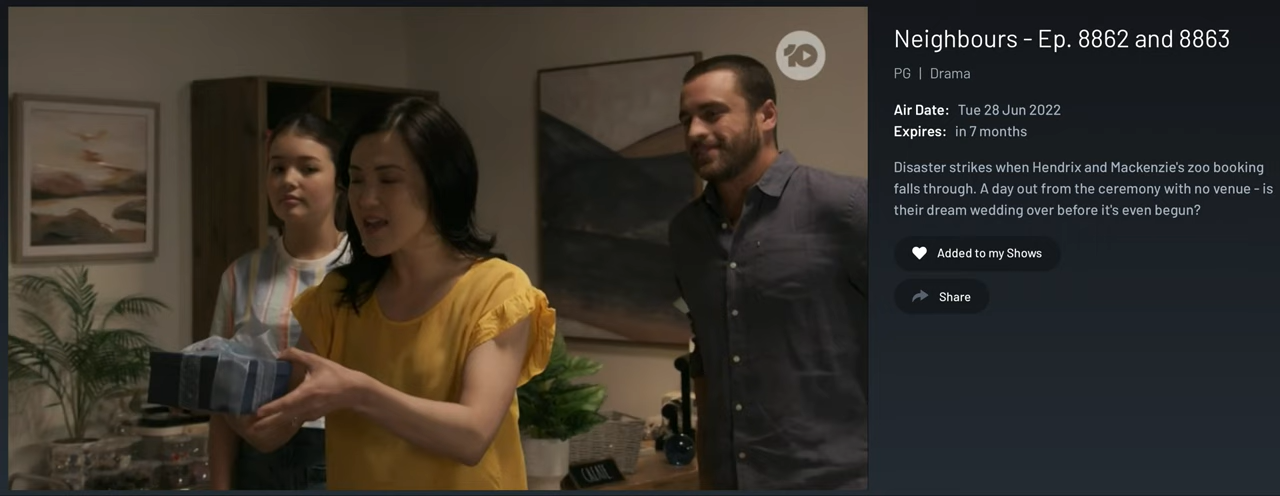 10
Neighbours - Ep. 8862 and 8863
PG | Drama
Air Date: Tue 28 Jun 2022
Expires: in 7 months
Disaster strikes when Hendrix and Mackenzie's zoo booking
falls through. A day out from the ceremony with no venue - is
their dream wedding over before it's even begun?
Added to my Shows
Share
CREATE